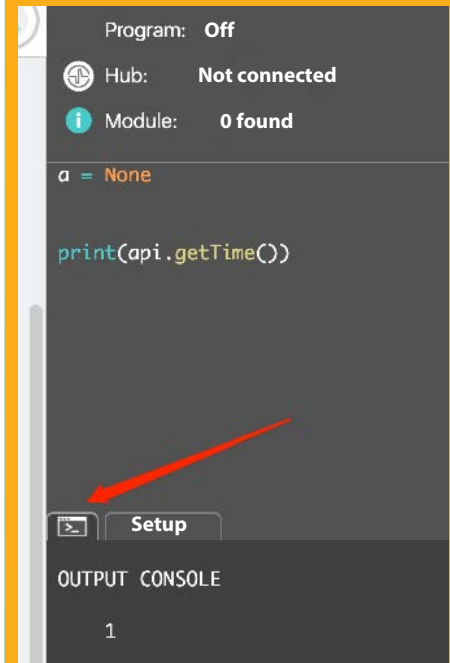 Program: Off
Hub: Not connected
Module: 0 found
a = None
print(api.getTime())
Setup
OUTPUT CONSOLE
1